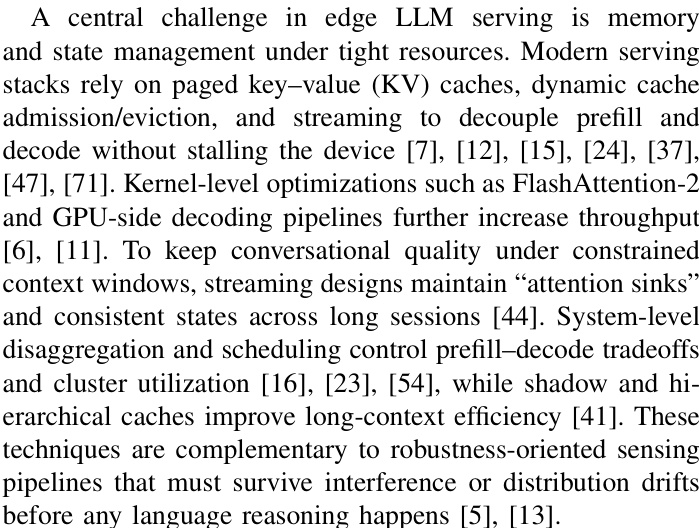 A central challenge in edge LLM serving is memory
and state management under tight resources. Modern serving
stacks rely on paged key–value (KV) caches, dynamic cache
admission/eviction, and streaming to decouple prefill and
decode without stalling the device [7], [12], [15], [24], [37],
[47], [71]. Kernel-level optimizations such as FlashAttention-2
and GPU-side decoding pipelines further increase throughput
[6], [11]. To keep conversational quality under constrained
context windows, streaming designs maintain “attention sinks”
and consistent states across long sessions [44]. System-level
disaggregation and scheduling control prefill–decode tradeoffs
and cluster utilization [16], [23], [54], while shadow and hi-
erarchical caches improve long-context efficiency [41]. These
techniques are complementary to robustness-oriented sensing
pipelines that must survive interference or distribution drifts
before any language reasoning happens [5], [13].